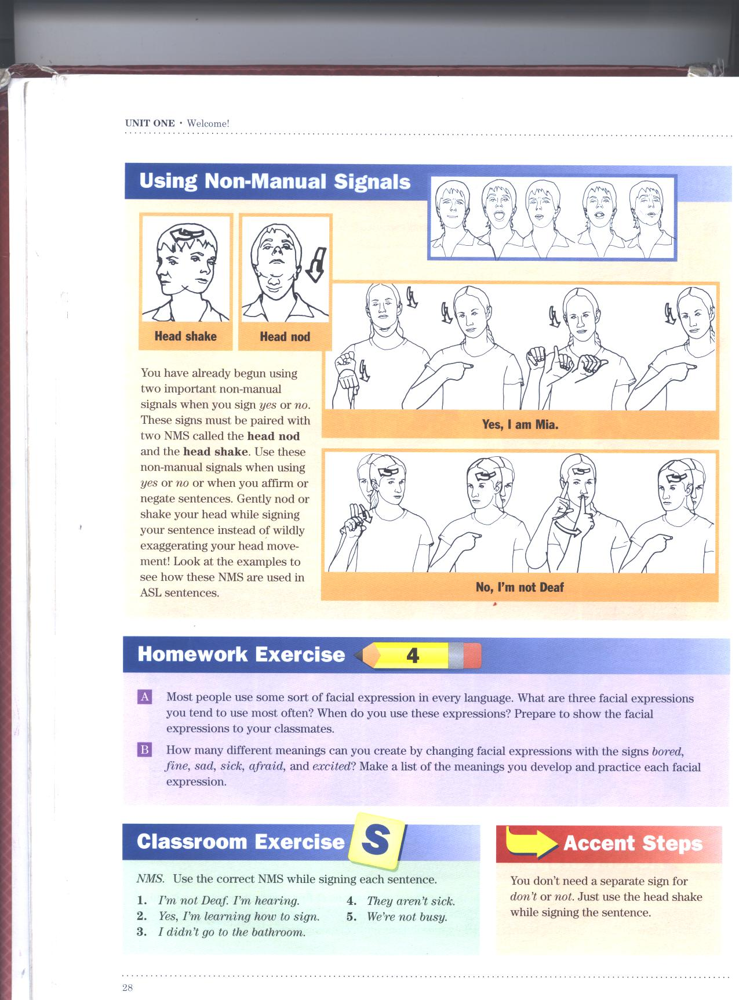 UNIT ONE • Welcome!
Using Non-Manual Signals
Head shake
Head nod
You have already begun using
two important non-manual
signals when you sign yes or no.
These signs must be paired with
two NMS called the head nod
and the head shake. Use these
non-manual signals when using
yes or no or when you affirm or
negate sentences. Gently nod or
shake your head while signing
your sentence instead of wildly
exaggerating your head move-
ment! Look at the examples to
see how these NMS are used in
ASL sentences.
Yes, I am Mia.
No, I'm not Deaf
Homework Exercise 4
A Most people use some sort of facial expression in every language. What are three facial expressions
you tend to use most often? When do you use these expressions? Prepare to show the facial
expressions to your classmates.
B How many different meanings can you create by changing facial expressions with the signs bored,
fine, sad, sick, afraid, and excited? Make a list of the meanings you develop and practice each facial
expression.
Classroom Exercise S
NMS. Use the correct NMS while signing each sentence.
1. I'm not Deaf. I'm hearing.
2. Yes, I'm learning how to sign.
3. I didn't go to the bathroom.
4. They aren't sick.
5. We're not busy.
Accent Steps
You don't need a separate sign for
don't or not. Just use the head shake
while signing the sentence.
28